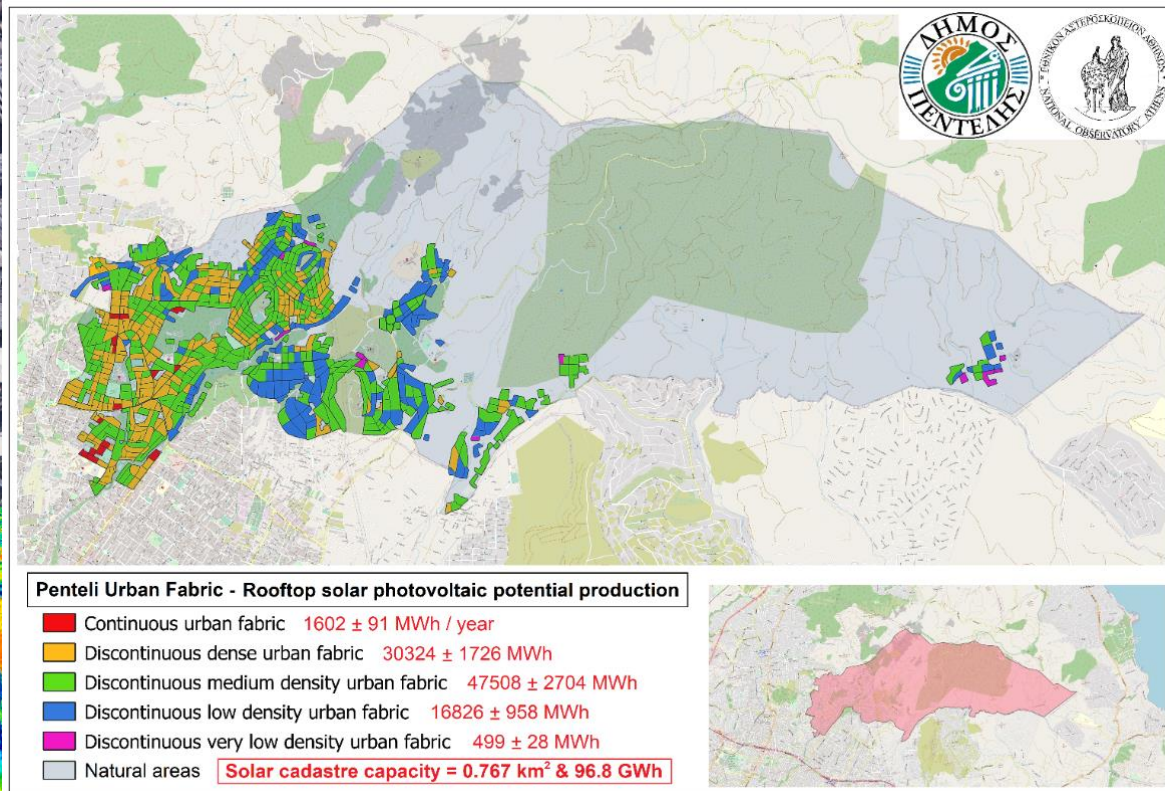 ΔΗΜΟΣ
ΠΕΝΤΕΛΗΣ
ΕΘΝΙΚΟΝ ΑΣΤΕΡΟΣΚΟΠΕΙΟΝ ΑΘΗΝΩΝ
NATIONAL OBSERVATORY ATHENS
Penteli Urban Fabric - Rooftop solar photovoltaic potential production
Continuous urban fabric 1602 ± 91 MWh / year
Discontinuous dense urban fabric 30324 ± 1726 MWh
Discontinuous medium density urban fabric 47508 ± 2704 MWh
Discontinuous low density urban fabric 16826 ± 958 MWh
Discontinuous very low density urban fabric 499 ± 28 MWh
Natural areas Solar cadastre capacity = 0.767 km² & 96.8 GWh